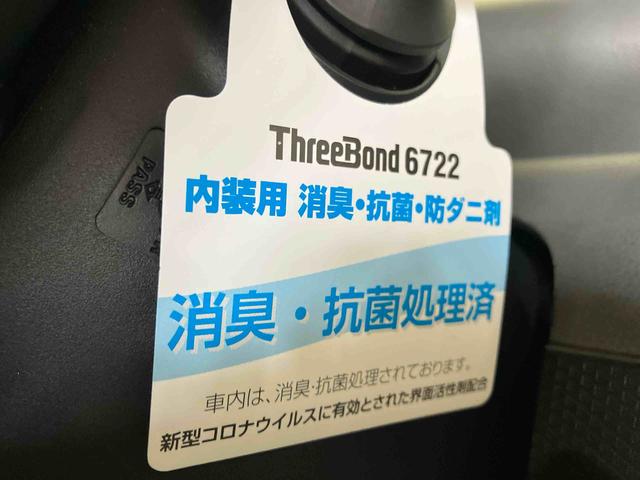 ThreeBond 6722
内装用 消臭・抗菌・防ダニ剤
消臭・抗菌処理済
車内は、消臭・抗菌処理されております。
新型コロナウイルスに有効とされた界面活性剤配合
PASS